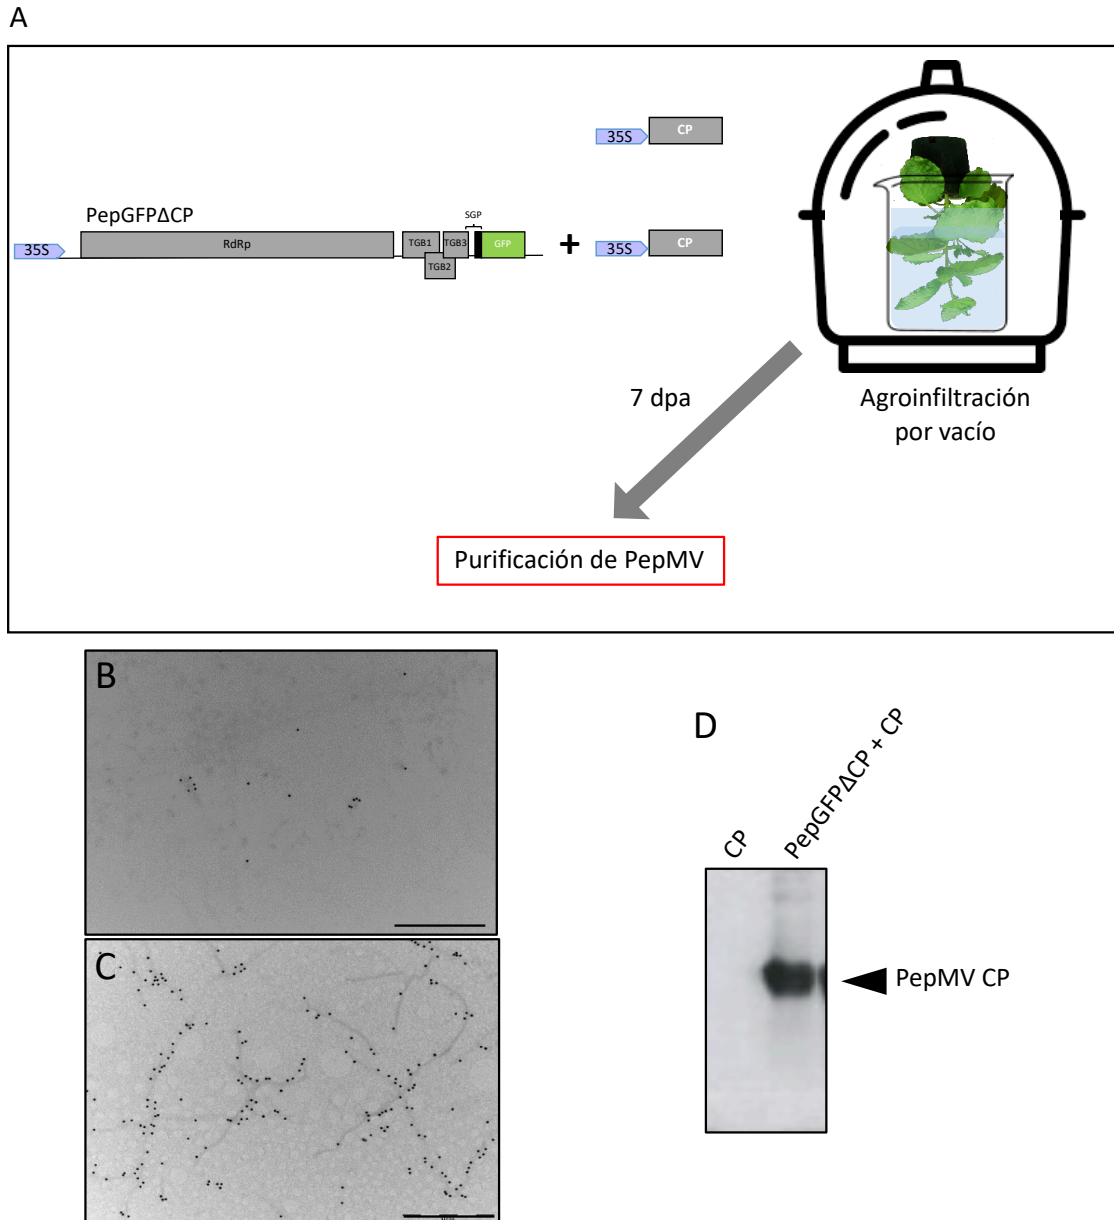 A
35S
CP
PepGFPΔCP
SGP
35S
RdRp
TGB1
TGB3
GFP
TGB2
+
35S
CP
7 dpa
Agroinfiltración
por vacío
Purificación de PepMV
B
C
D
CP
PepGFPΔCP + CP
PepMV CP